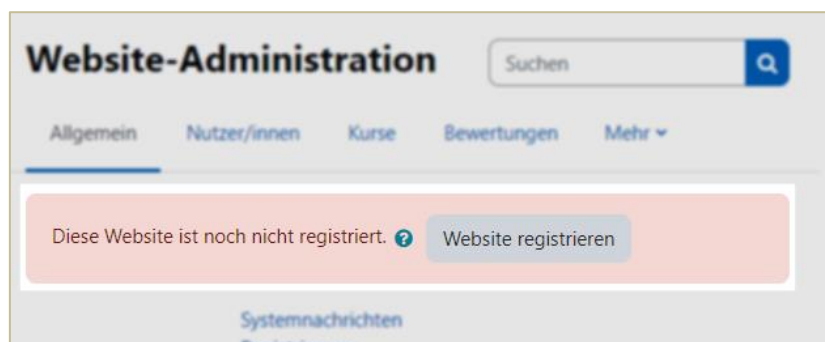 Website-Administration
Suchen
Allgemein Nutzer/innen Kurse Bewertungen Mehr
Diese Website ist noch nicht registriert. ? Website registrieren
Systemnachrichten